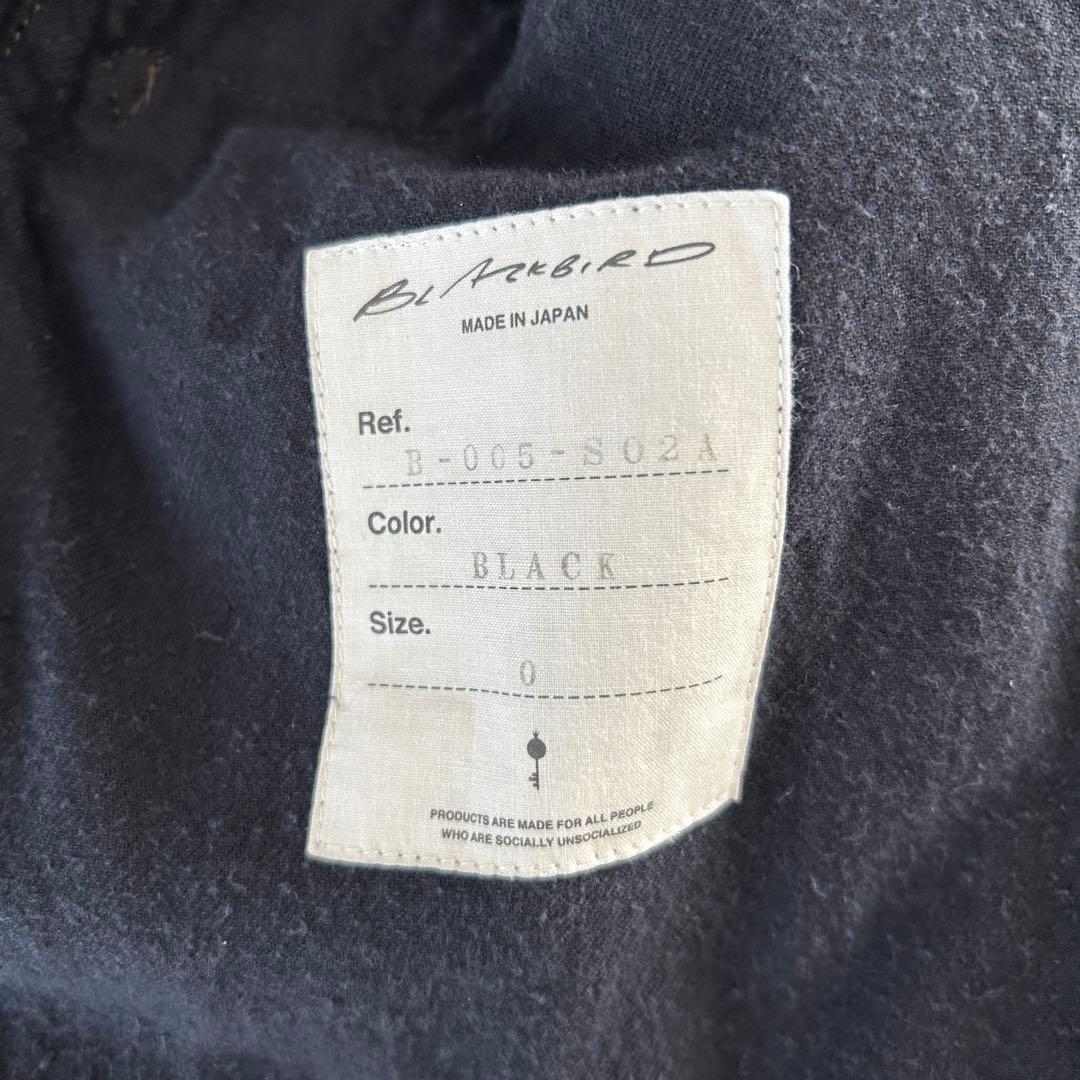 BLACKBIRD
MADE IN JAPAN
Ref.
B-005-S02A
Color.
BLACK
Size.
0
PRODUCTS ARE MADE FOR ALL PEOPLE
WHO ARE SOCIALLY UNSOCIALIZED